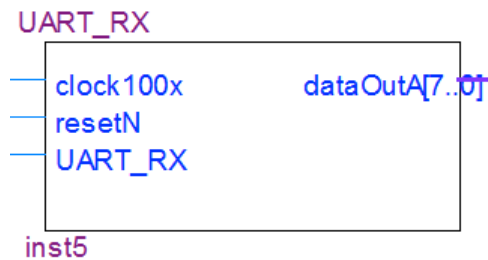 UART_RX
clock100x dataOutA[7..0]
resetN
UART_RX
inst5